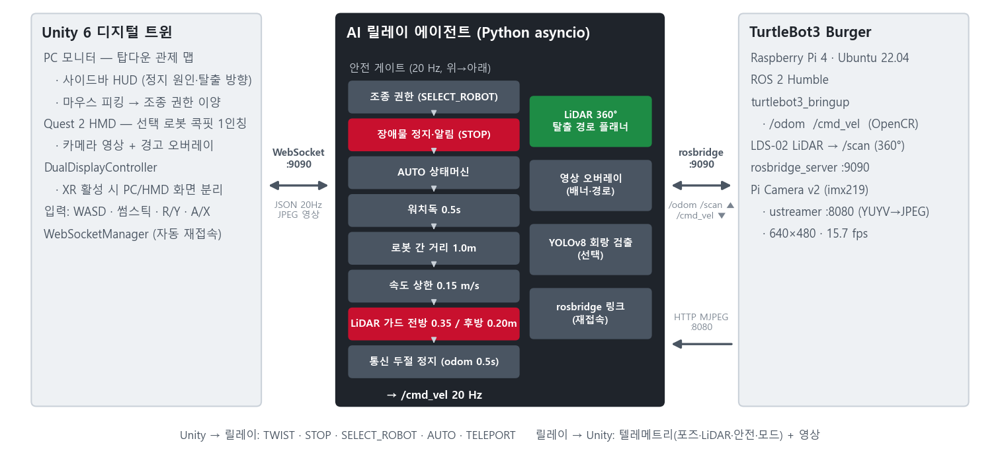 Unity 6 디지털 트윈
PC 모니터 — 탑다운 관제 맵
· 사이드바 HUD (정지 원인·탈출 방향)
· 마우스 피킹 → 조종 권한 이양
Quest 2 HMD — 선택 로봇 콕핏 1인칭
· 카메라 영상 + 경고 오버레이
DualDisplayController
· XR 활성 시 PC/HMD 화면 분리
입력: WASD · 썸스틱 · R/Y · A/X
WebSocketManager (자동 재접속)
WebSocket
:9090
JSON 20Hz
JPEG 영상
AI 릴레이 에이전트 (Python asyncio)
안전 게이트 (20 Hz, 위→아래)
조종 권한 (SELECT_ROBOT)
▼
장애물 정지·알림 (STOP)
▼
AUTO 상태머신
▼
워치독 0.5s
▼
로봇 간 거리 1.0m
▼
속도 상한 0.15 m/s
▼
LiDAR 가드 전방 0.35 / 후방 0.20m
▼
통신 두절 정지 (odom 0.5s)
→ /cmd_vel 20 Hz
LiDAR 360°
탈출 경로 플래너
영상 오버레이
(배너·경로)
YOLOv8 회랑 검출
(선택)
rosbridge 링크
(재접속)
rosbridge
:9090
/odom /scan ▲
/cmd_vel ▼
HTTP MJPEG
:8080
TurtleBot3 Burger
Raspberry Pi 4 · Ubuntu 22.04
ROS 2 Humble
turtlebot3_bringup
· /odom  /cmd_vel  (OpenCR)
LDS-02 LiDAR → /scan (360°)
rosbridge_server :9090
Pi Camera v2 (imx219)
· ustreamer :8080 (YUYV→JPEG)
· 640×480 · 15.7 fps
Unity → 릴레이: TWIST · STOP · SELECT_ROBOT · AUTO · TELEPORT
릴레이 → Unity: 텔레메트리(포즈·LiDAR·안전·모드) + 영상